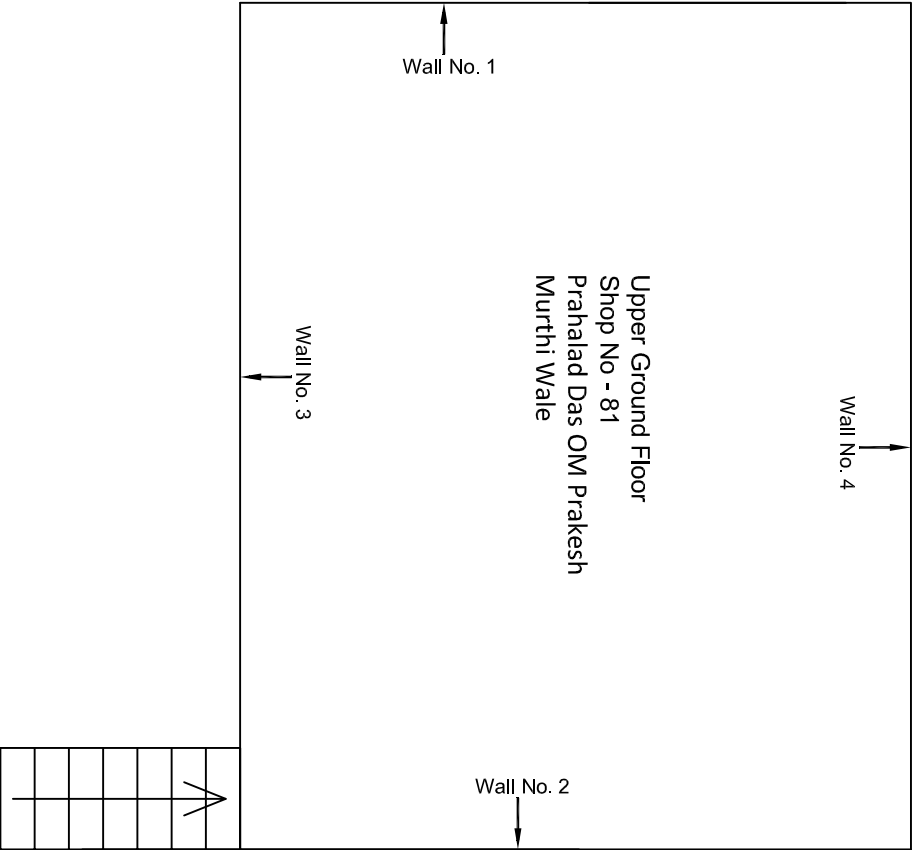 Wall No. 1
Upper Ground Floor
Shop No - 81
Prahalad Das OM Prakesh
Murthi Wale
Wall No. 3
Wall No. 4
Wall No. 2